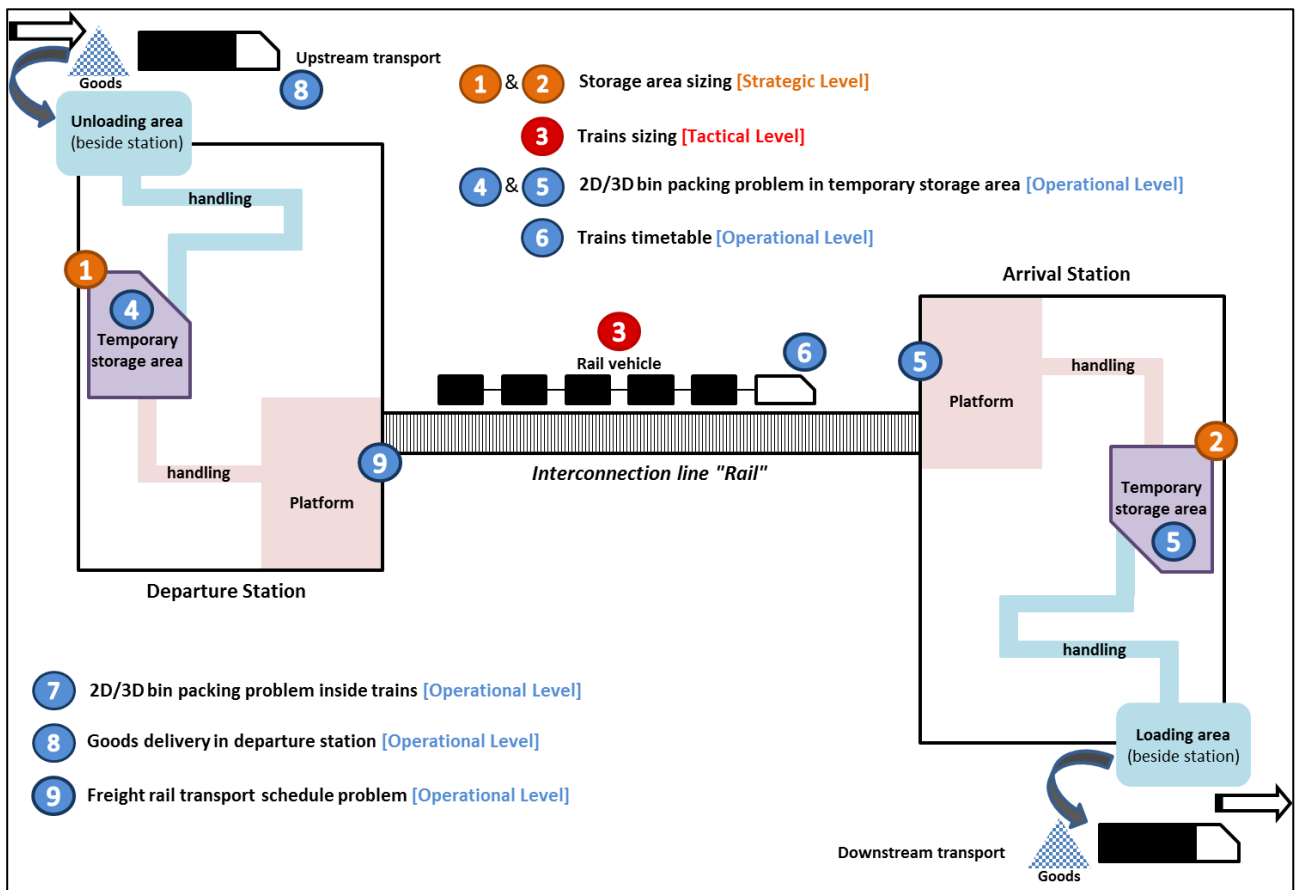 Upstream transport
8
Goods
Unloading area
(beside station)
handling
1
4
Temporary
storage area
handling
9
Platform
Departure Station
1 & 2 Storage area sizing [Strategic Level]
3 Trains sizing [Tactical Level]
4 & 5 2D/3D bin packing problem in temporary storage area [Operational Level]
6 Trains timetable [Operational Level]
3
Rail vehicle
6
Interconnection line "Rail"
Arrival Station
5
Platform
handling
2
Temporary
storage area
5
handling
Loading area
(beside station)
Downstream transport
Goods
7 2D/3D bin packing problem inside trains [Operational Level]
8 Goods delivery in departure station [Operational Level]
9 Freight rail transport schedule problem [Operational Level]